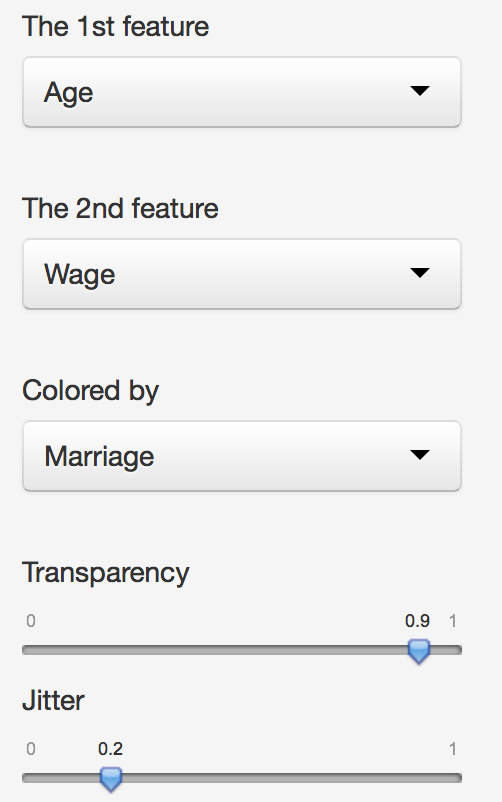 The 1st feature
Age
The 2nd feature
Wage
Colored by
Marriage
Transparency
0 0.9 1
Jitter
0 0.2 1